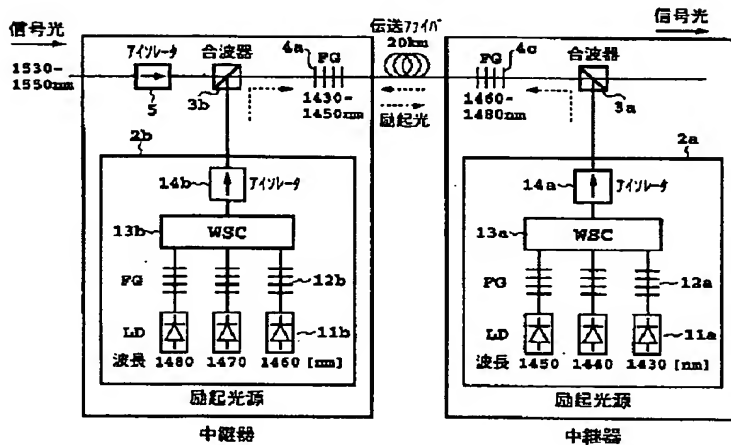 信号光
1530-
1550nm
アイソレータ
5
合波器
3b
4a
FG
1430-
1450nm
伝送ファイバ
20km
励起光
信号光
FG
4c
1460-
1480nm
合波器
3a
2b
14b
アイソレータ
13b
WSC
FG
12b
LD
11b
波長 1480 1470 1460 [nm]
励起光源
中継器
2a
14a
アイソレータ
13a
WSC
FG
12a
LD
11a
波長 1450 1440 1430 [nm]
励起光源
中継器